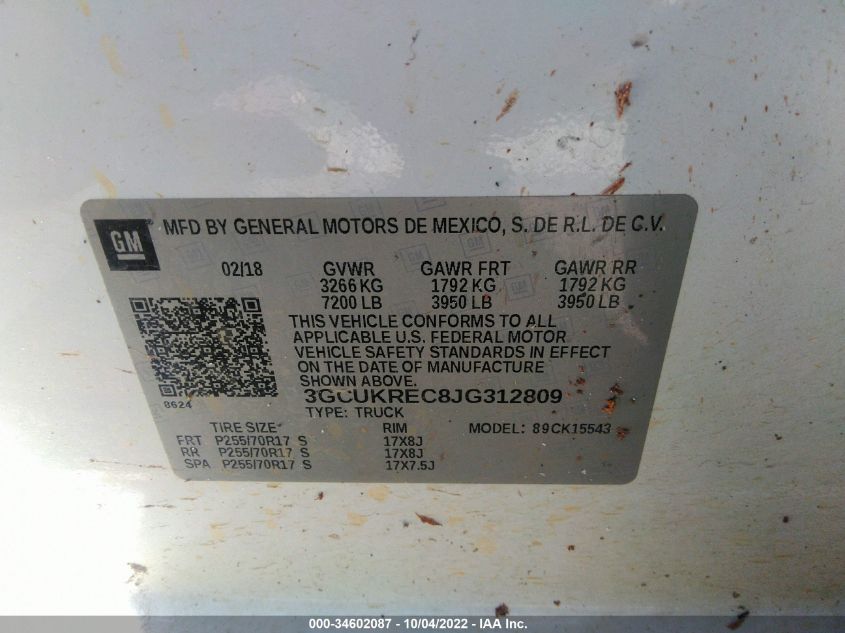 GM MFD BY GENERAL MOTORS DE MEXICO, S. DE R.L. DE C.V.
02/18 GVWR GAWR FRT GAWR RR
3266 KG 1792 KG 1792 KG
7200 LB 3950 LB 3950 LB
THIS VEHICLE CONFORMS TO ALL
APPLICABLE U.S. FEDERAL MOTOR
VEHICLE SAFETY STANDARDS IN EFFECT
ON THE DATE OF MANUFACTURE
SHOWN ABOVE.
8624 3GCUKREC8JG312809
TYPE: TRUCK
TIRE SIZE RIM MODEL: 89CK15543
FRT P255/70R17 S 17X8J
RR P255/70R17 S 17X8J
SPA P255/70R17 S 17X7.5J
000-34602087 - 10/04/2022 - IAA Inc.